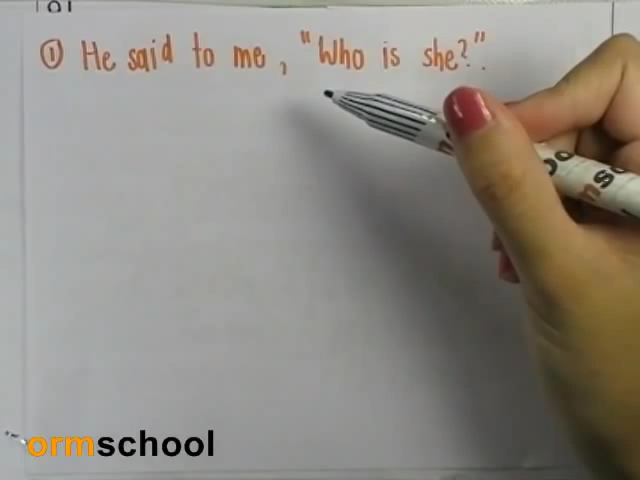 ① He said to me, "Who is she?".
ormschool